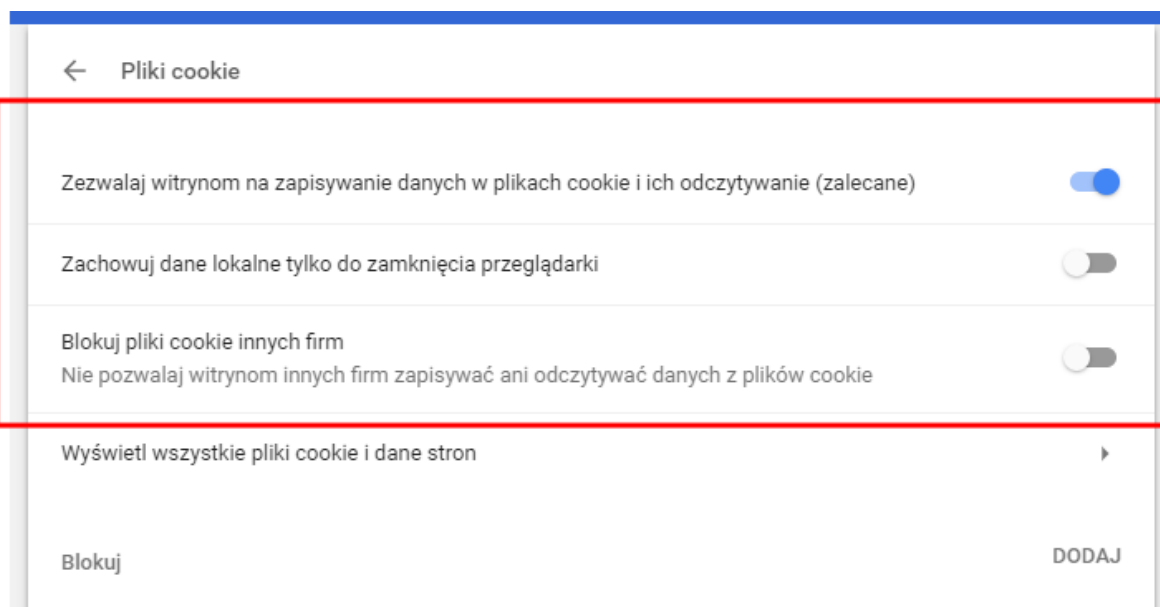 Pliki cookie
Zezwalaj witrynom na zapisywanie danych w plikach cookie i ich odczytywanie (zalecane)
Zachowuj dane lokalne tylko do zamknięcia przeglądarki
Blokuj pliki cookie innych firm
Nie pozwalaj witrynom innych firm zapisywać ani odczytywać danych z plików cookie
Wyświetl wszystkie pliki cookie i dane stron
Blokuj
DODAJ